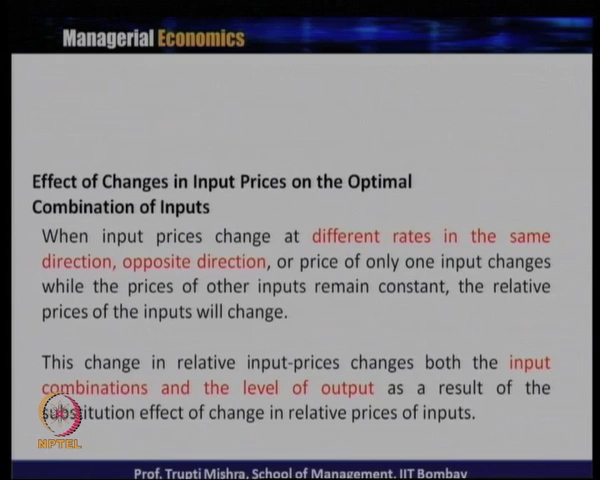 Managerial Economics
Effect of Changes in Input Prices on the Optimal
Combination of Inputs
When input prices change at different rates in the same
direction, opposite direction, or price of only one input changes
while the prices of other inputs remain constant, the relative
prices of the inputs will change.
This change in relative input-prices changes both the input
combinations and the level of output as a result of the
substitution effect of change in relative prices of inputs.
NPTEL
Prof. Trupti Mishra, School of Management, IIT Bombay